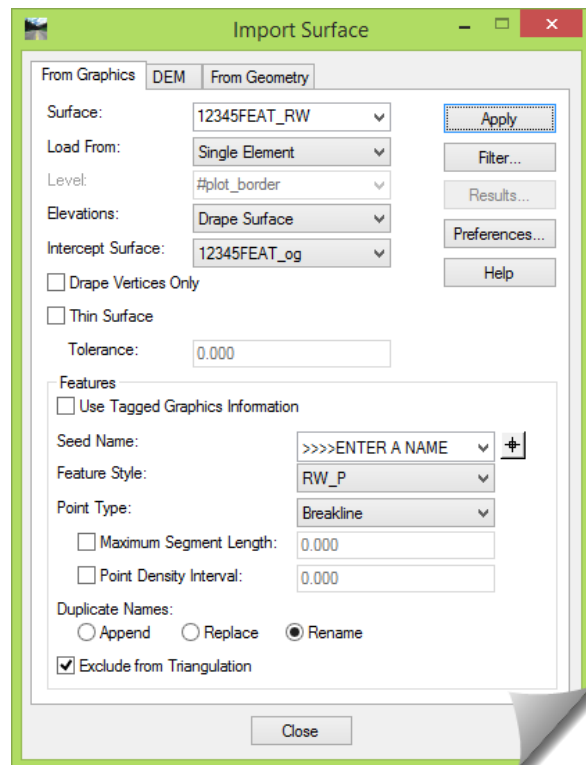 Import Surface
From Graphics DEM From Geometry
Surface: 12345FEAT_RW Apply
Load From: Single Element Filter...
Level: #plot_border Results...
Elevations: Drape Surface Preferences...
Intercept Surface: 12345FEAT_og Help
Drape Vertices Only
Thin Surface
Tolerance: 0.000
Features
Use Tagged Graphics Information
Seed Name: >>>>ENTER A NAME
Feature Style: RW_P
Point Type: Breakline
Maximum Segment Length: 0.000
Point Density Interval: 0.000
Duplicate Names:
Append Replace Rename
Exclude from Triangulation
Close